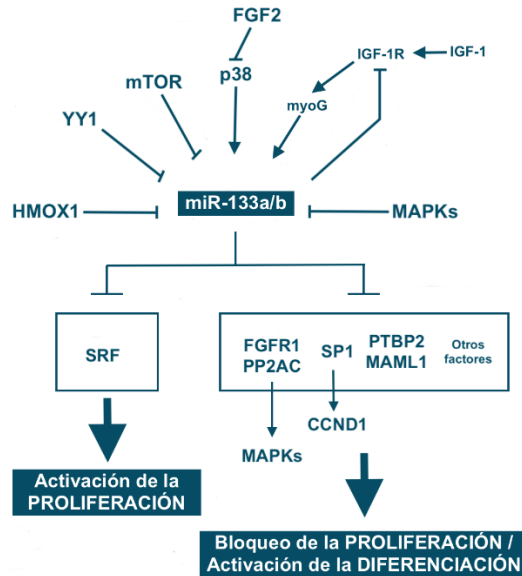 FGF2
IGF-1R
IGF-1
p38
mTOR
myoG
YY1
HMOX1
miR-133a/b
MAPKs
SRF
FGFR1
PP2AC
SP1
PTBP2
MAML1
Otros
factores
CCND1
MAPKs
Activación de la
PROLIFERACIÓN
Bloqueo de la PROLIFERACIÓN /
Activación de la DIFERENCIACIÓN